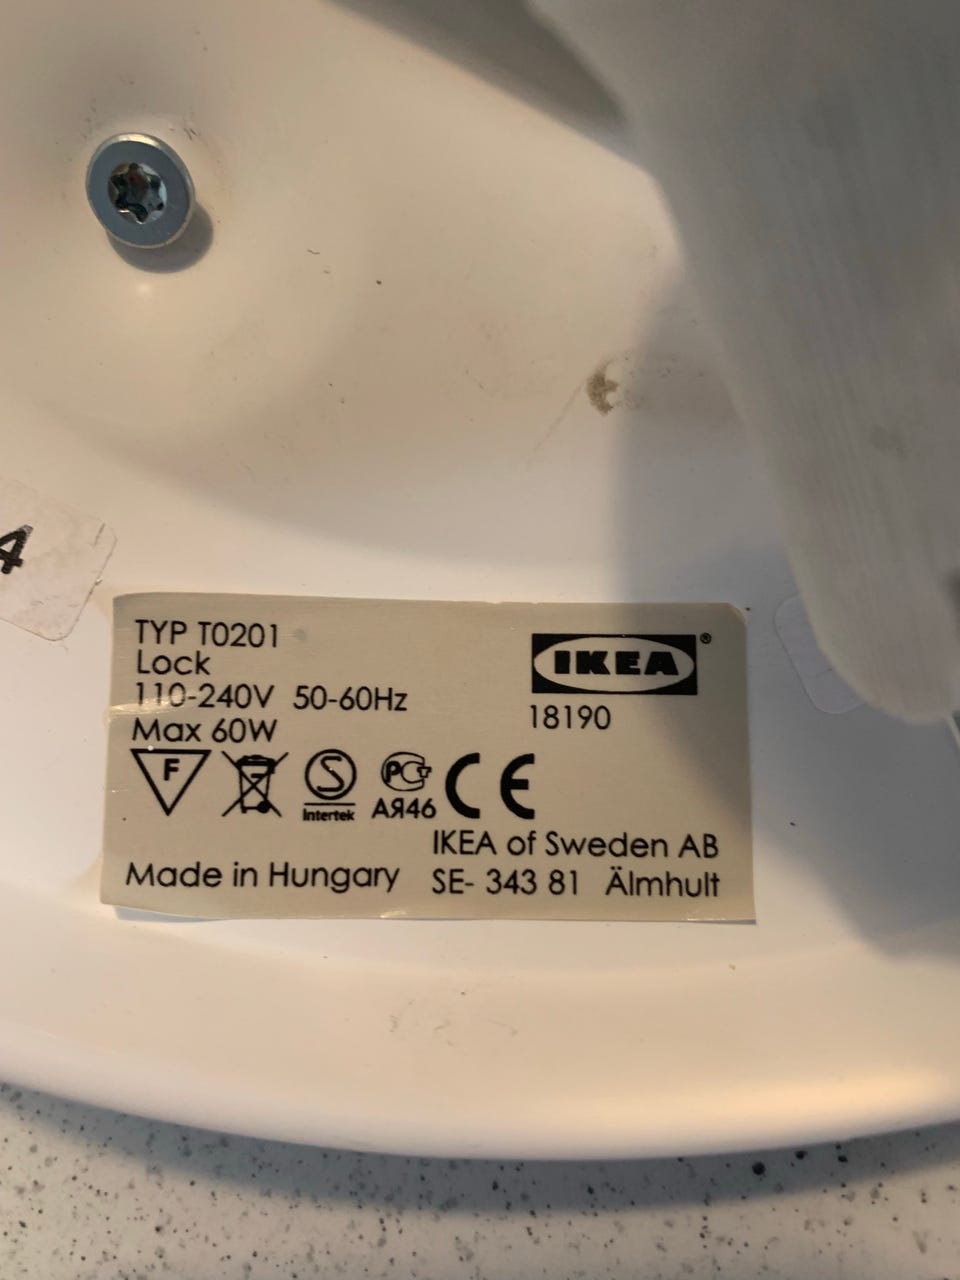 4
TYP T0201
Lock
110-240V 50-60Hz
Max 60W
IKEA®
18190
F
S
Intertek
РСТ
АЯ46
CE
IKEA of Sweden AB
Made in Hungary
SE- 343 81 Älmhult